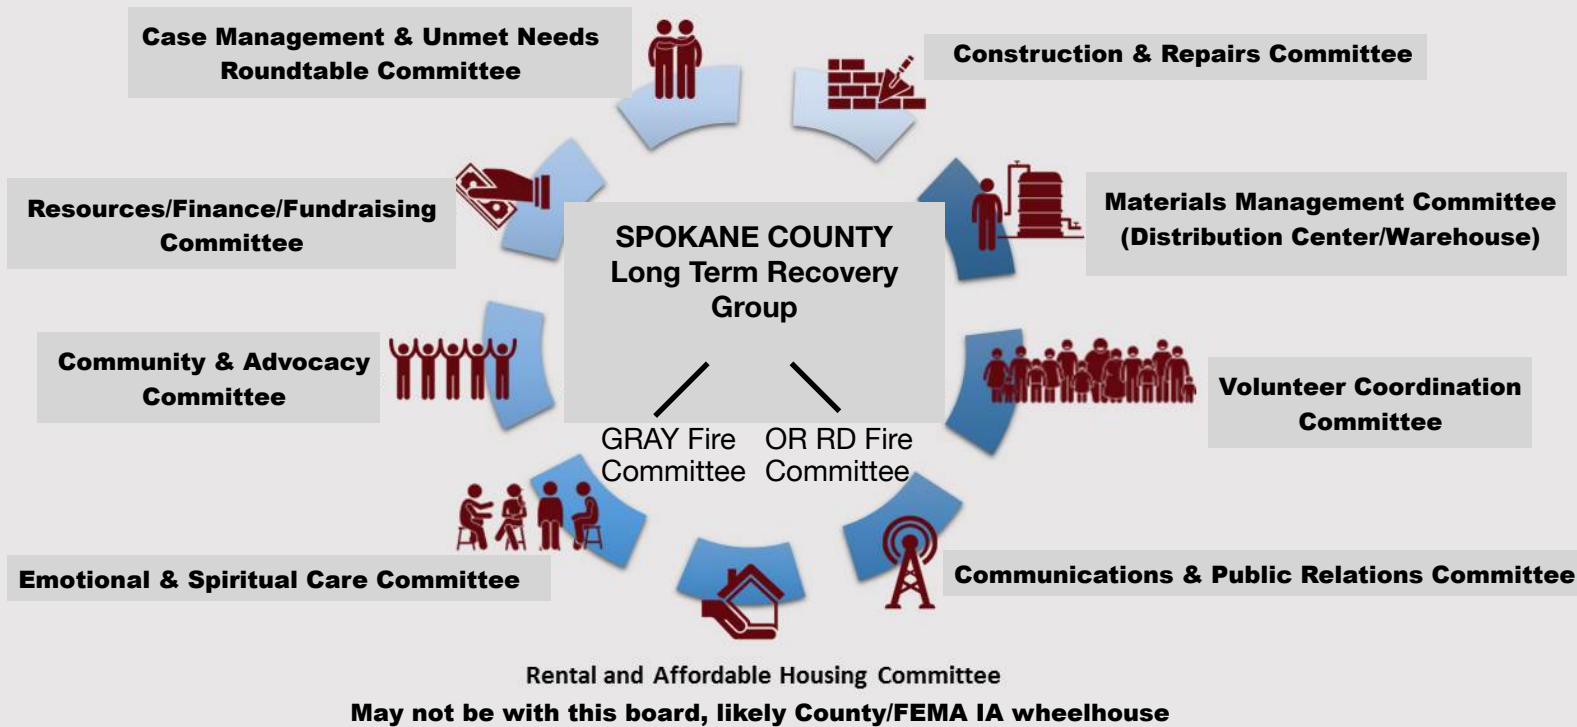 Case Management & Unmet Needs
Roundtable Committee
Construction & Repairs Committee
Resources/Finance/Fundraising
Committee
SPOKANE COUNTY
Long Term Recovery
Group
Materials Management Committee
(Distribution Center/Warehouse)
Community & Advocacy
Committee
Volunteer Coordination
Committee
GRAY Fire
Committee
OR RD Fire
Committee
Emotional & Spiritual Care Committee
Communications & Public Relations Committee
Rental and Affordable Housing Committee
May not be with this board, likely County/FEMA IA wheelhouse